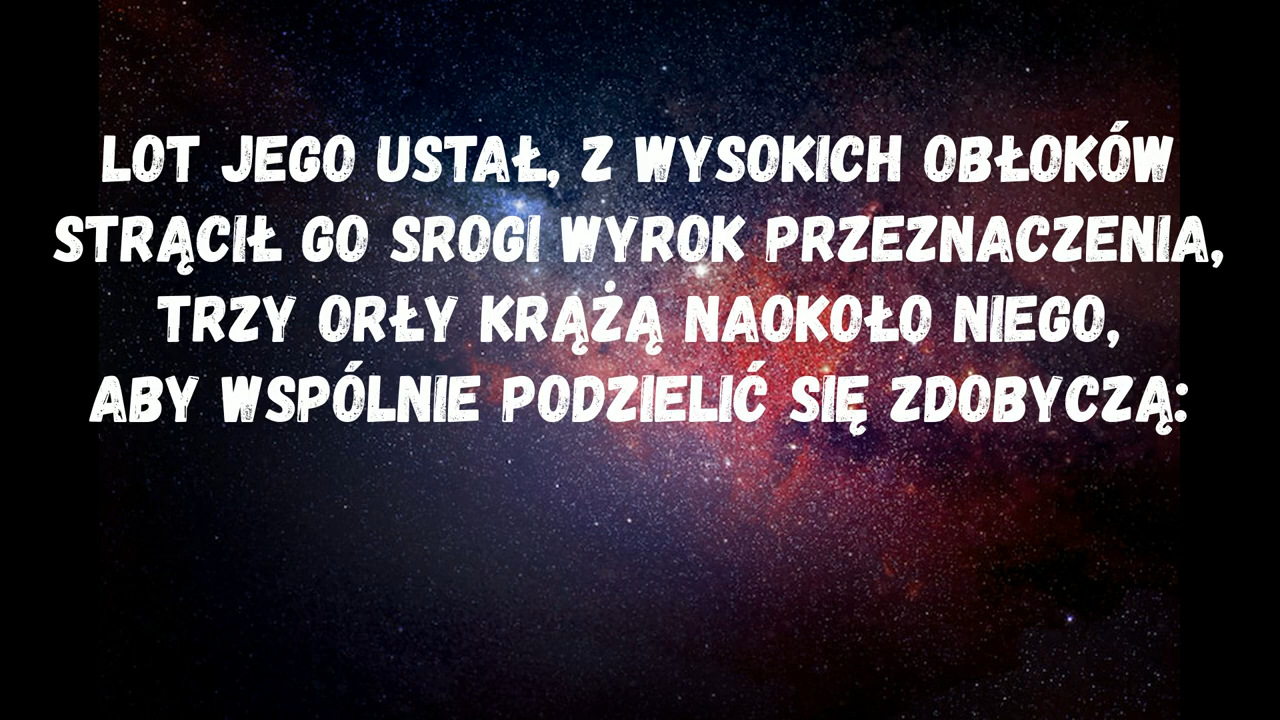 LOT JEGO USTAŁ, Z WYSOKICH OBŁOKÓW
STRĄCIŁ GO SROGI WYROK PRZEZNACZENIA,
TRZY ORŁY KRĄŻĄ NAOKOŁO NIEGO,
ABY WSPÓLNIE PODZIELIĆ SIĘ ZDOBYCZĄ: